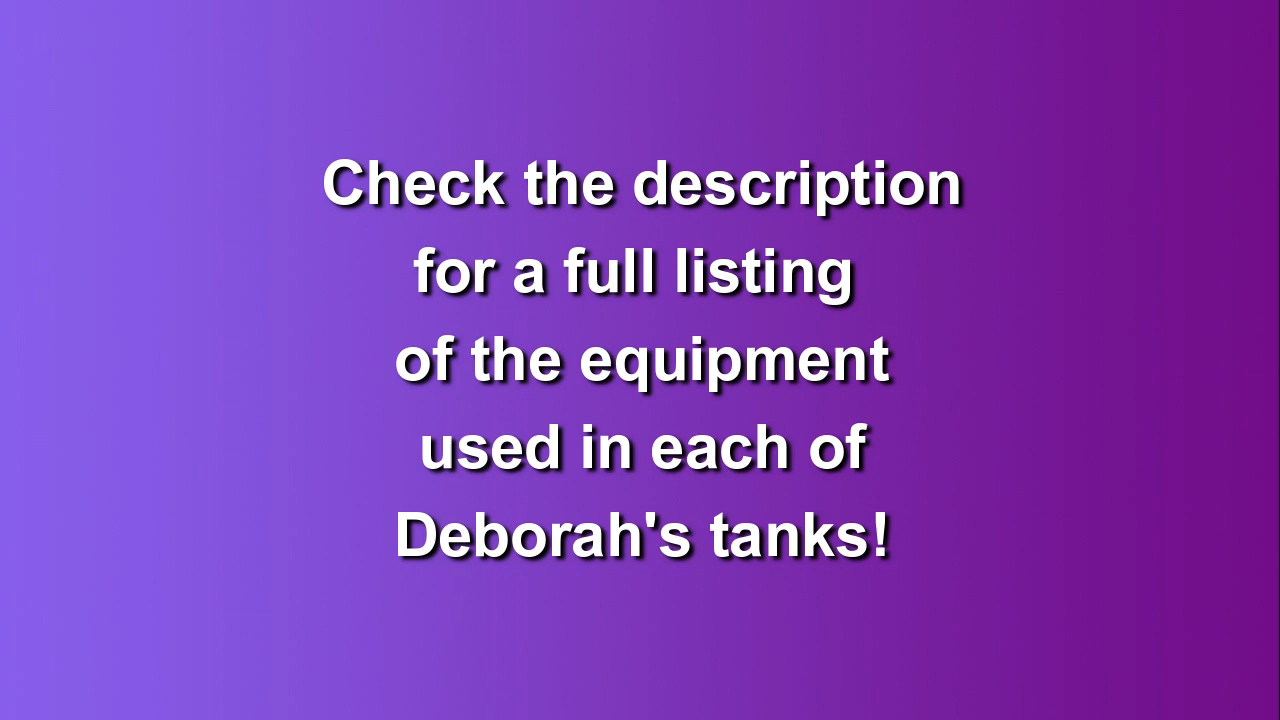 Check the description
for a full listing
of the equipment
used in each of
Deborah's tanks!